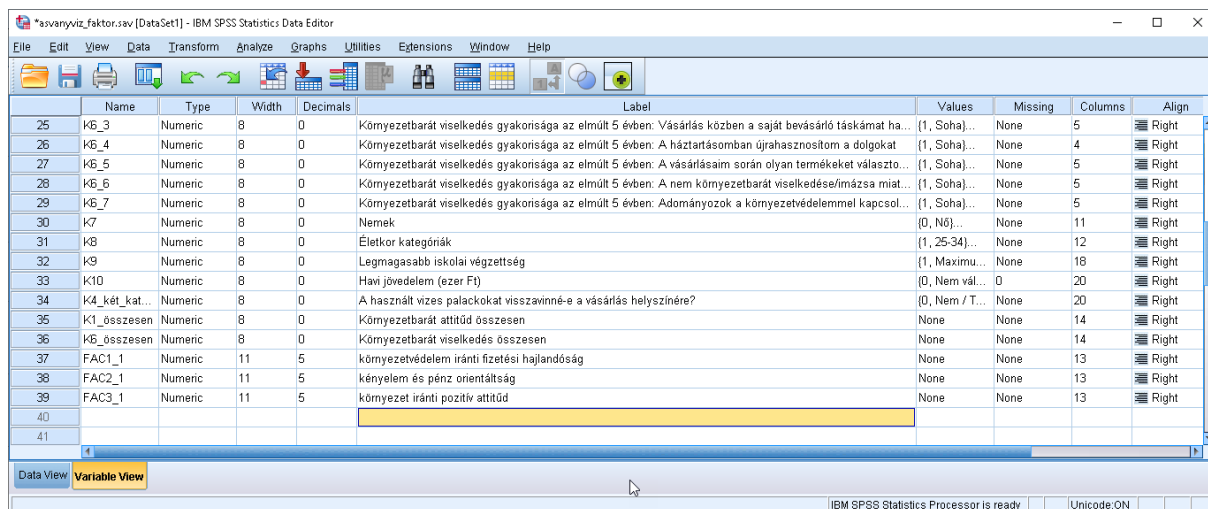 *asvanyviz_faktor.sav [DataSet1] - IBM SPSS Statistics Data Editor
File Edit View Data Transform Analyze Graphs Utilities Extensions Window Help
Name Type Width Decimals Label Values Missing Columns Align
25 K6_3 Numeric 8 0 Környezetbarát viselkedés gyakorisága az elmúlt 5 évben: Vásárlás közben a saját bevásárló táskámat ha... {1, Soha}... None 5 Right
26 K6_4 Numeric 8 0 Környezetbarát viselkedés gyakorisága az elmúlt 5 évben: A háztartásomban újrahasznosítom a dolgokat {1, Soha}... None 4 Right
27 K6_5 Numeric 8 0 Környezetbarát viselkedés gyakorisága az elmúlt 5 évben: A vásárlásaim során olyan termékeket választo... {1, Soha}... None 5 Right
28 K6_6 Numeric 8 0 Környezetbarát viselkedés gyakorisága az elmúlt 5 évben: A nem környezetbarát viselkedése/imázsa miat... {1, Soha}... None 5 Right
29 K6_7 Numeric 8 0 Környezetbarát viselkedés gyakorisága az elmúlt 5 évben: Adományozok a környezetvédelemmel kapcsol... {1, Soha}... None 5 Right
30 K7 Numeric 8 0 Nemek {0, Nő}... None 11 Right
31 K8 Numeric 8 0 Életkor kategóriák {1, 25-34}... None 12 Right
32 K9 Numeric 8 0 Legmagasabb iskolai végzettség {1, Maximu... None 18 Right
33 K10 Numeric 8 0 Havi jövedelem (ezer Ft) {0, Nem vál... 0 20 Right
34 K4_két_kat... Numeric 8 0 A használt vizes palackokat visszavinné-e a vásárlás helyszínére? {0, Nem / T... None 20 Right
35 K1_összesen Numeric 8 0 Környezetbarát attitűd összesen None None 14 Right
36 K6_összesen Numeric 8 0 Környezetbarát viselkedés összesen None None 14 Right
37 FAC1_1 Numeric 11 5 környezetvédelem iránti fizetési hajlandóság None None 13 Right
38 FAC2_1 Numeric 11 5 kényelem és pénz orientáltság None None 13 Right
39 FAC3_1 Numeric 11 5 környezet iránti pozitív attitűd None None 13 Right
40
41
Data View Variable View
IBM SPSS Statistics Processor is ready Unicode:ON